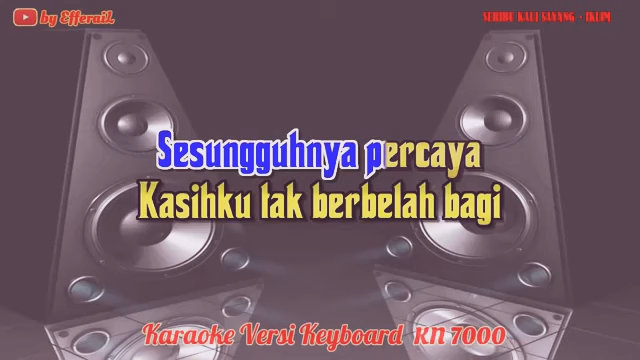 by EfferaiL
SERIBU KALI SAYANG - IKLIM
Sesungguhnya percaya
Kasihku tak berbelah bagi
Karaoke Versi Keyboard KN 7000